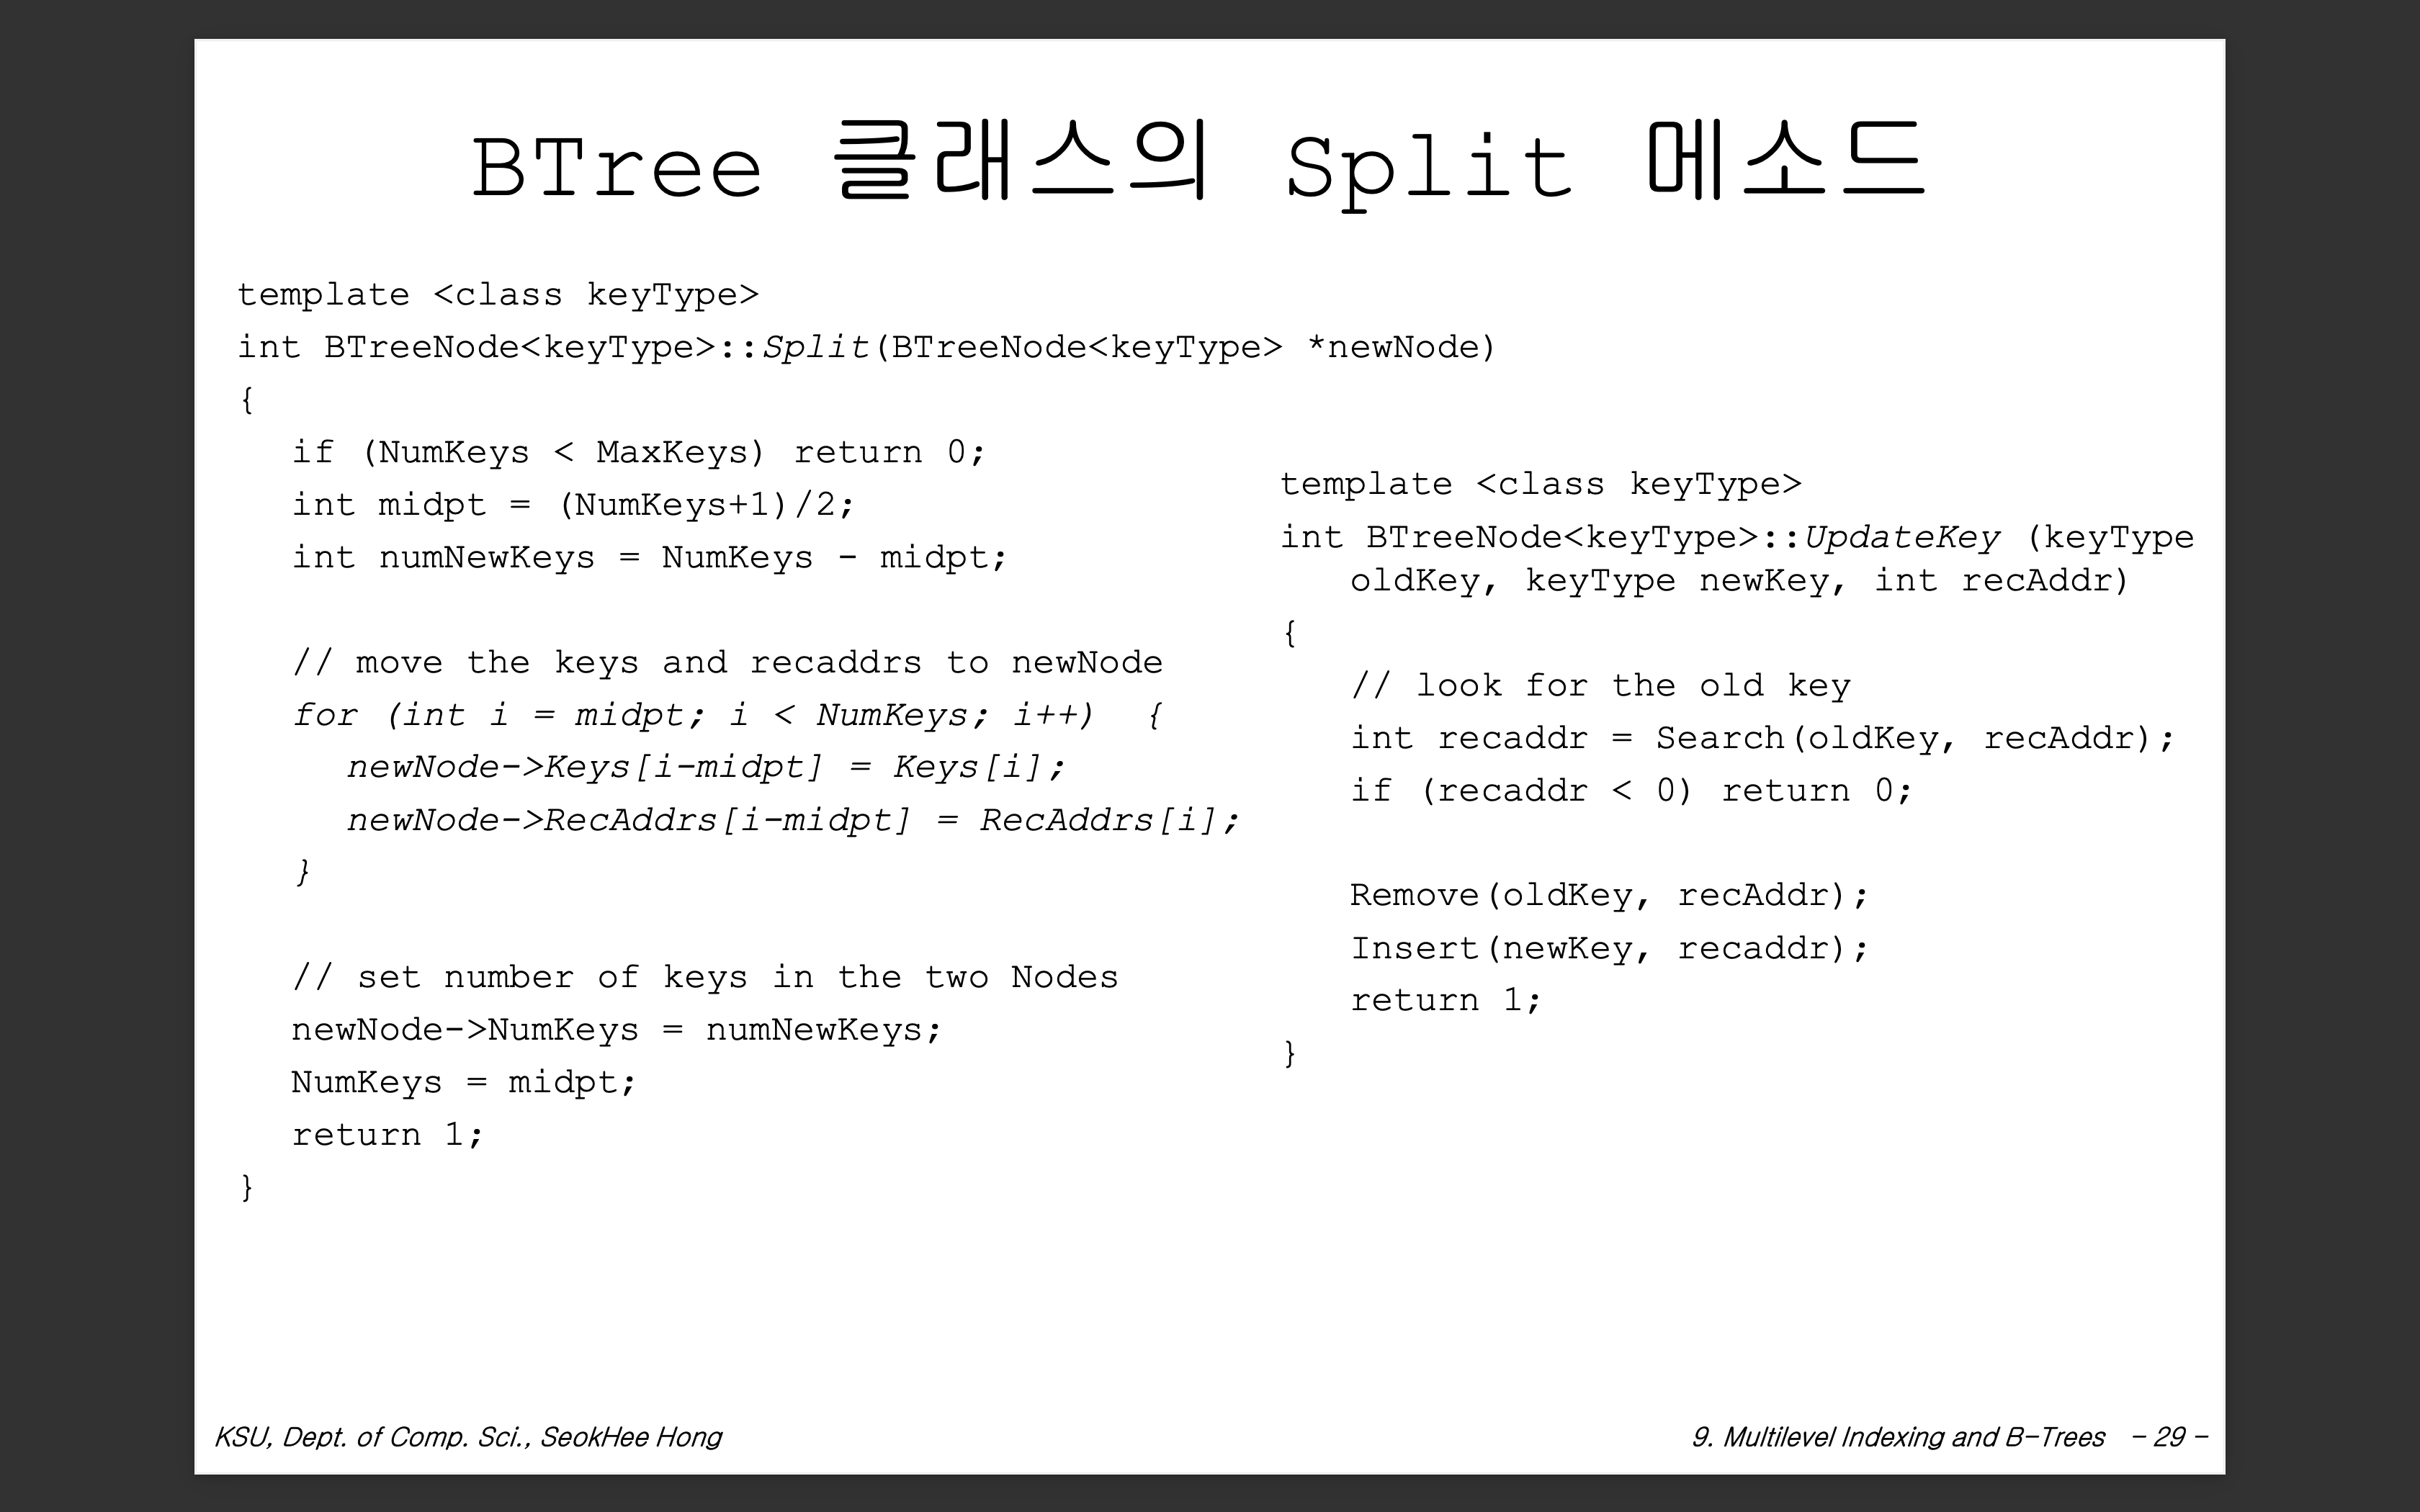 BTree 클래스의 Split 메소드
template <class keyType>
int BTreeNode<keyType>::Split(BTreeNode<keyType> *newNode)
{
if (NumKeys < MaxKeys) return 0;
int midpt = (NumKeys+1)/2;
int numNewKeys = NumKeys - midpt;
// move the keys and recaddrs to newNode
for (int i = midpt; i < NumKeys; i++) {
newNode->Keys[i-midpt] = Keys[i];
newNode->RecAddrs[i-midpt] = RecAddrs[i];
}
// set number of keys in the two Nodes
newNode->NumKeys = numNewKeys;
NumKeys = midpt;
return 1;
}
template <class keyType>
int BTreeNode<keyType>::UpdateKey (keyType
oldKey, keyType newKey, int recAddr)
{
// look for the old key
int recaddr = Search(oldKey, recAddr);
if (recaddr < 0) return 0;
Remove(oldKey, recAddr);
Insert(newKey, recaddr);
return 1;
}
KSU, Dept. of Comp. Sci., SeokHee Hong
9. Multilevel Indexing and B-Trees - 29 -